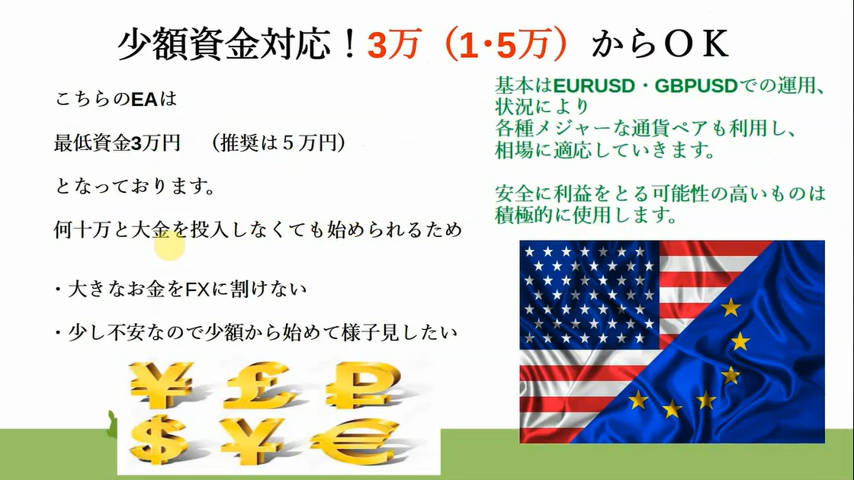 少額資金対応！3万（1･5万）からＯＫ
こちらのEAは
最低資金3万円　（推奨は５万円）
となっております。
何十万と大金を投入しなくても始められるため
・大きなお金をFXに割けない
・少し不安なので少額から始めて様子見したい
基本はEURUSD・GBPUSDでの運用、
状況により
各種メジャーな通貨ペアも利用し、
相場に適応していきます。
安全に利益をとる可能性の高いものは
積極的に使用します。